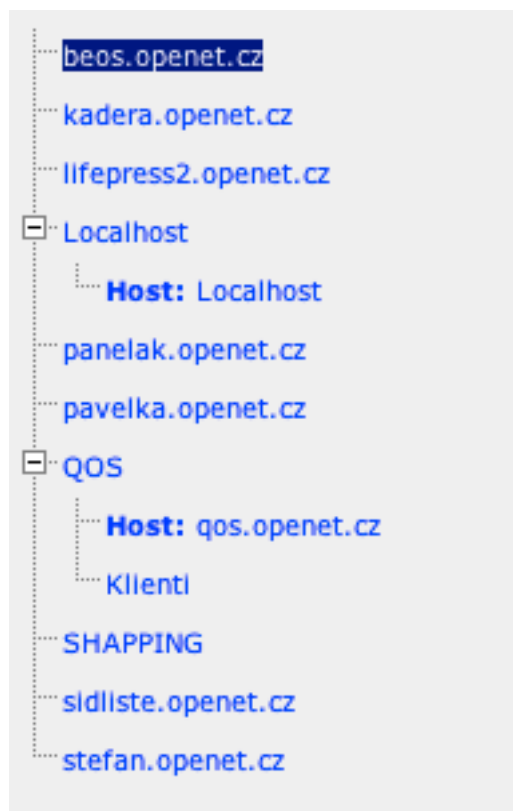 beos.openet.cz
kadera.openet.cz
lifepress2.openet.cz
Localhost
Host: Localhost
panelak.openet.cz
pavelka.openet.cz
QOS
Host: qos.openet.cz
Klienti
SHAPPING
sidliste.openet.cz
stefan.openet.cz